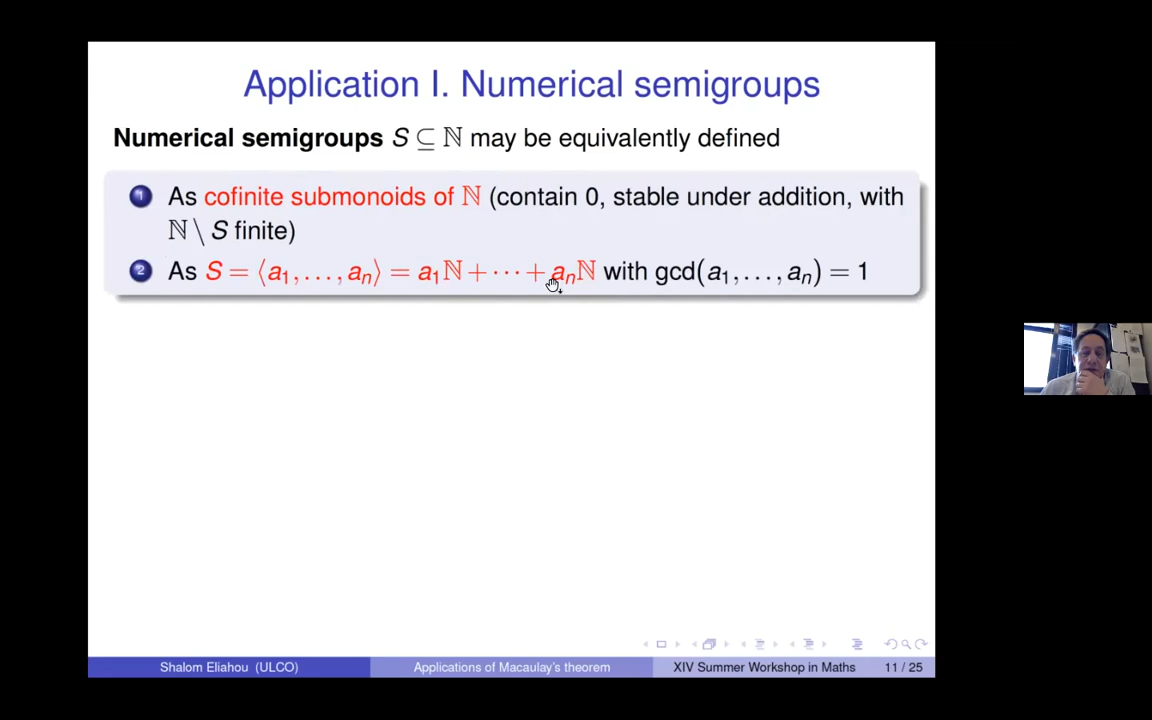 Application I. Numerical semigroups
Numerical semigroups S ⊆ ℕ may be equivalently defined
1 As cofinite submonoids of ℕ (contain 0, stable under addition, with
ℕ \ S finite)
2 As S = ⟨a₁, . . . , aₙ⟩ = a₁ℕ + · · · + aₙℕ with gcd(a₁, . . . , aₙ) = 1
Shalom Eliahou (ULCO) Applications of Macaulay's theorem XIV Summer Workshop in Maths 11 / 25